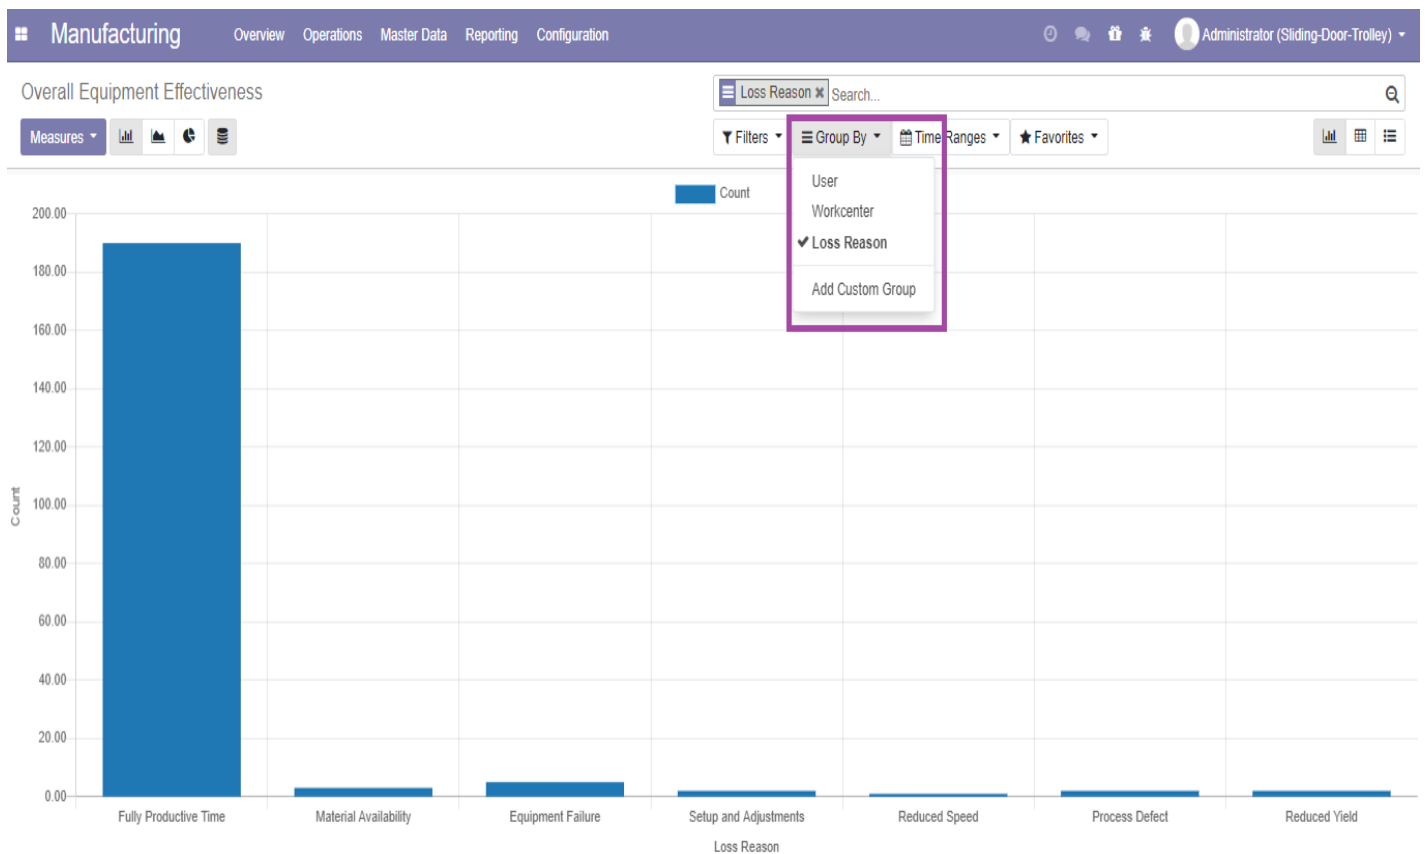 Manufacturing Overview Operations Master Data Reporting Configuration Administrator (Sliding-Door-Trolley)
Overall Equipment Effectiveness
Loss Reason Search...
Measures Filters Group By Time Ranges Favorites
User
Workcenter
Loss Reason
Add Custom Group
Count
200.00
180.00
160.00
140.00
120.00
100.00
80.00
60.00
40.00
20.00
0.00
Count
Fully Productive Time Material Availability Equipment Failure Setup and Adjustments Reduced Speed Process Defect Reduced Yield
Loss Reason